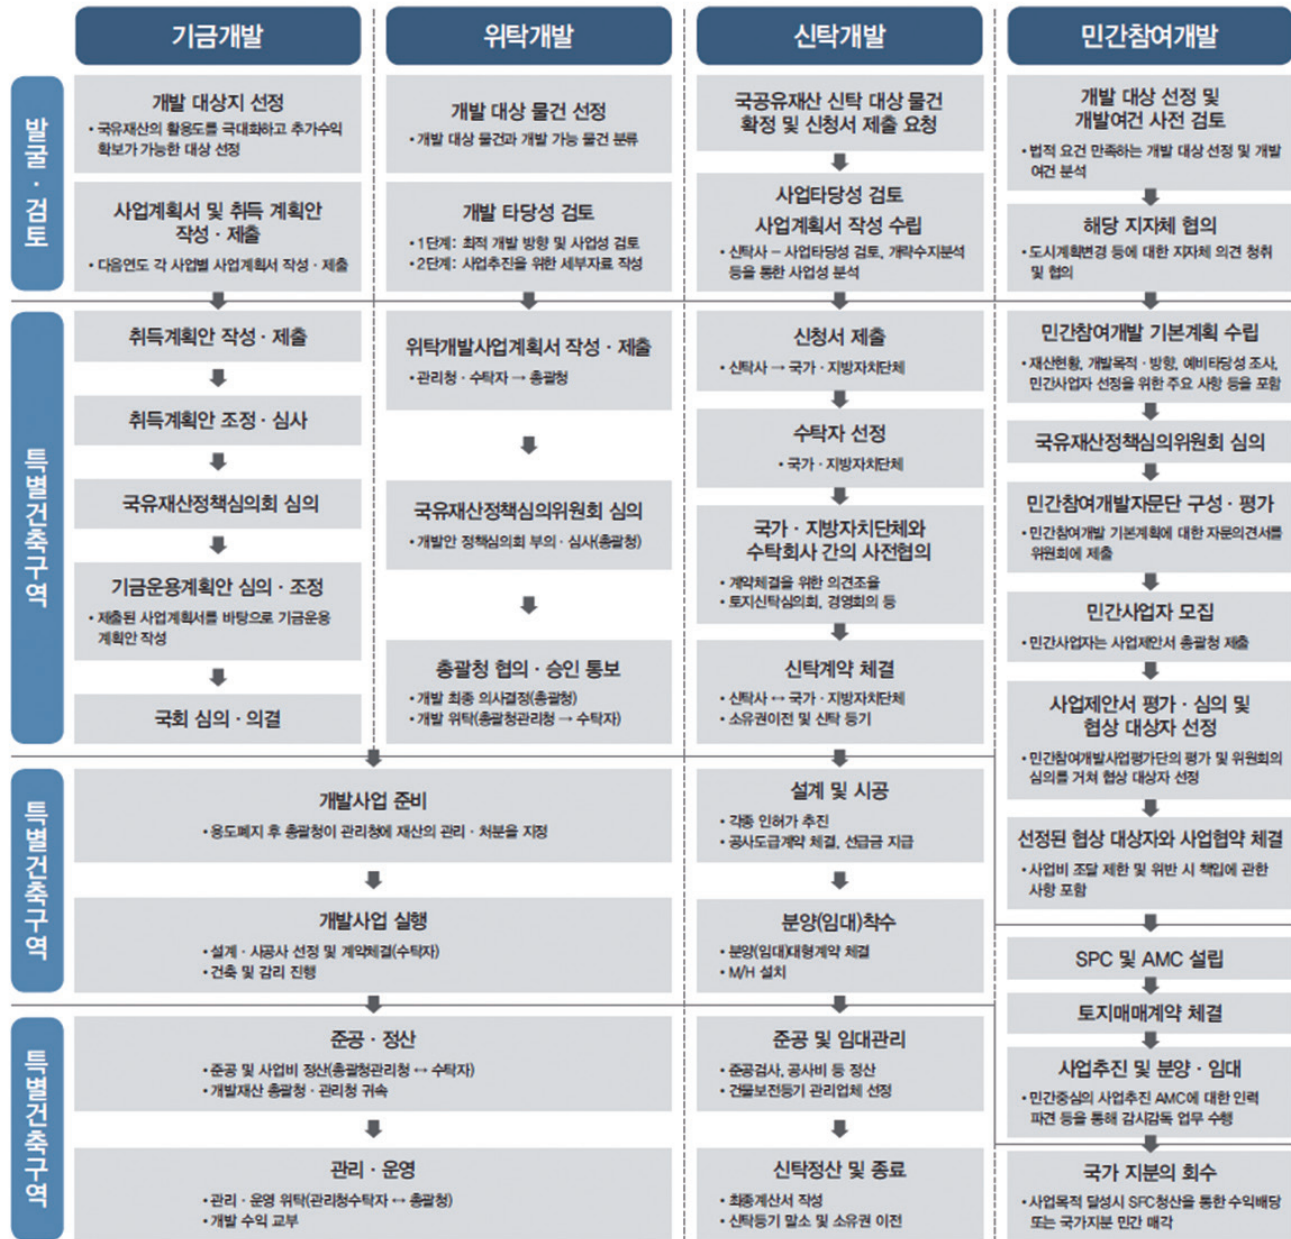 기금개발
위탁개발
신탁개발
민간참여개발
발굴·검토
개발 대상지 선정
• 국유재산의 활용도를 극대화하고 추가수익
확보가 가능한 대상 선정
사업계획서 및 취득 계획안
작성·제출
• 다음연도 각 사업별 사업계획서 작성·제출
개발 대상 물건 선정
• 개발 대상 물건과 개발 가능 물건 분류
개발 타당성 검토
• 1단계: 최적 개발 방향 및 사업성 검토
• 2단계: 사업추진을 위한 세부자료 작성
국공유재산 신탁 대상 물건
확정 및 신청서 제출 요청
사업타당성 검토
사업계획서 작성 수립
• 신탁사 – 사업타당성 검토, 개략수지분석
등을 통한 사업성 분석
개발 대상 선정 및
개발여건 사전 검토
• 법적 요건 만족하는 개발 대상 선정 및 개발
여건 분석
해당 지자체 협의
• 도시계획변경 등에 대한 지자체 의견 청취
및 협의
특별건축구역
취득계획안 작성·제출
취득계획안 조정·심사
국유재산정책심의회 심의
기금운용계획안 심의·조정
• 제출된 사업계획서를 바탕으로 기금운용
계획안 작성
국회 심의·의결
위탁개발사업계획서 작성·제출
• 관리청·수탁자 → 총괄청
국유재산정책심의위원회 심의
• 개발안 정책심의회 부의·심사(총괄청)
총괄청 협의·승인 통보
• 개발 최종 의사결정(총괄청)
• 개발 위탁(총괄청관리청 → 수탁자)
신청서 제출
• 신탁사 → 국가·지방자치단체
수탁자 선정
• 국가·지방자치단체
국가·지방자치단체와
수탁회사 간의 사전협의
• 계약체결을 위한 의견조율
• 토지신탁심의회, 경영회의 등
신탁계약 체결
• 신탁사 ↔ 국가·지방자치단체
• 소유권이전 및 신탁 등기
민간참여개발 기본계획 수립
• 재산현황, 개발목적·방향, 예비타당성 조사,
민간사업자 선정을 위한 주요 사항 등을 포함
국유재산정책심의위원회 심의
민간참여개발자문단 구성·평가
• 민간참여개발 기본계획에 대한 자문의견서를
위원회에 제출
민간사업자 모집
• 민간사업자는 사업제안서 총괄청 제출
사업제안서 평가·심의 및
협상 대상자 선정
• 민간참여개발사업평가단의 평가 및 위원회의
심의를 거쳐 협상 대상자 선정
선정된 협상 대상자와 사업협약 체결
• 사업비 조달 제한 및 위반 시 책임에 관한
사항 포함
특별건축구역
개발사업 준비
• 용도폐지 후 총괄청이 관리청에 재산의 관리·처분을 지정
개발사업 실행
• 설계·시공사 선정 및 계약체결(수탁자)
• 건축 및 감리 진행
설계 및 시공
• 각종 인허가 추진
• 공사도급계약 체결, 선급금 지급
분양(임대)착수
• 분양(임대)대형계약 체결
• M/H 설치
SPC 및 AMC 설립
토지매매계약 체결
사업추진 및 분양·임대
• 민간중심의 사업추진 AMC에 대한 인력
파견 등을 통해 감시감독 업무 수행
특별건축구역
준공·정산
• 준공 및 사업비 정산(총괄청관리청 ↔ 수탁자)
• 개발재산 총괄청·관리청 귀속
관리·운영
• 관리·운영 위탁(관리청수탁자 ↔ 총괄청)
• 개발 수익 교부
준공 및 임대관리
• 준공검사, 공사비 등 정산
• 건물보전등기 관리업체 선정
신탁정산 및 종료
• 최종계산서 작성
• 신탁등기 말소 및 소유권 이전
국가 지분의 회수
• 사업목적 달성시 SFC청산을 통한 수익배당
또는 국가지분 민간 매각